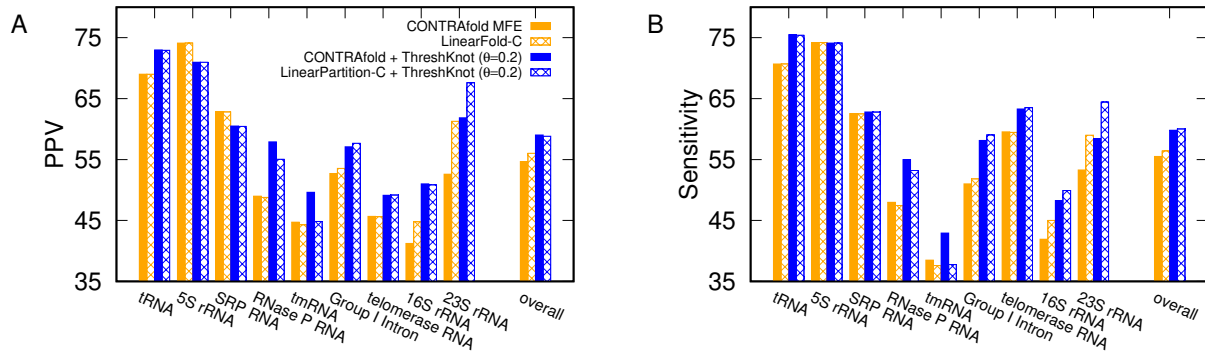 A
PPV
75
65
55
45
35
CONTRAfold MFE
LinearFold-C
CONTRAfold + ThreshKnot (θ=0.2)
LinearPartition-C + ThreshKnot (θ=0.2)
tRNA
5S rRNA
SRP RNA
RNase P RNA
tmRNA
Group I Intron
telomerase RNA
16S rRNA
23S rRNA
overall
B
Sensitivity
75
65
55
45
35
tRNA
5S rRNA
SRP RNA
RNase P RNA
tmRNA
Group I Intron
telomerase RNA
16S rRNA
23S rRNA
overall